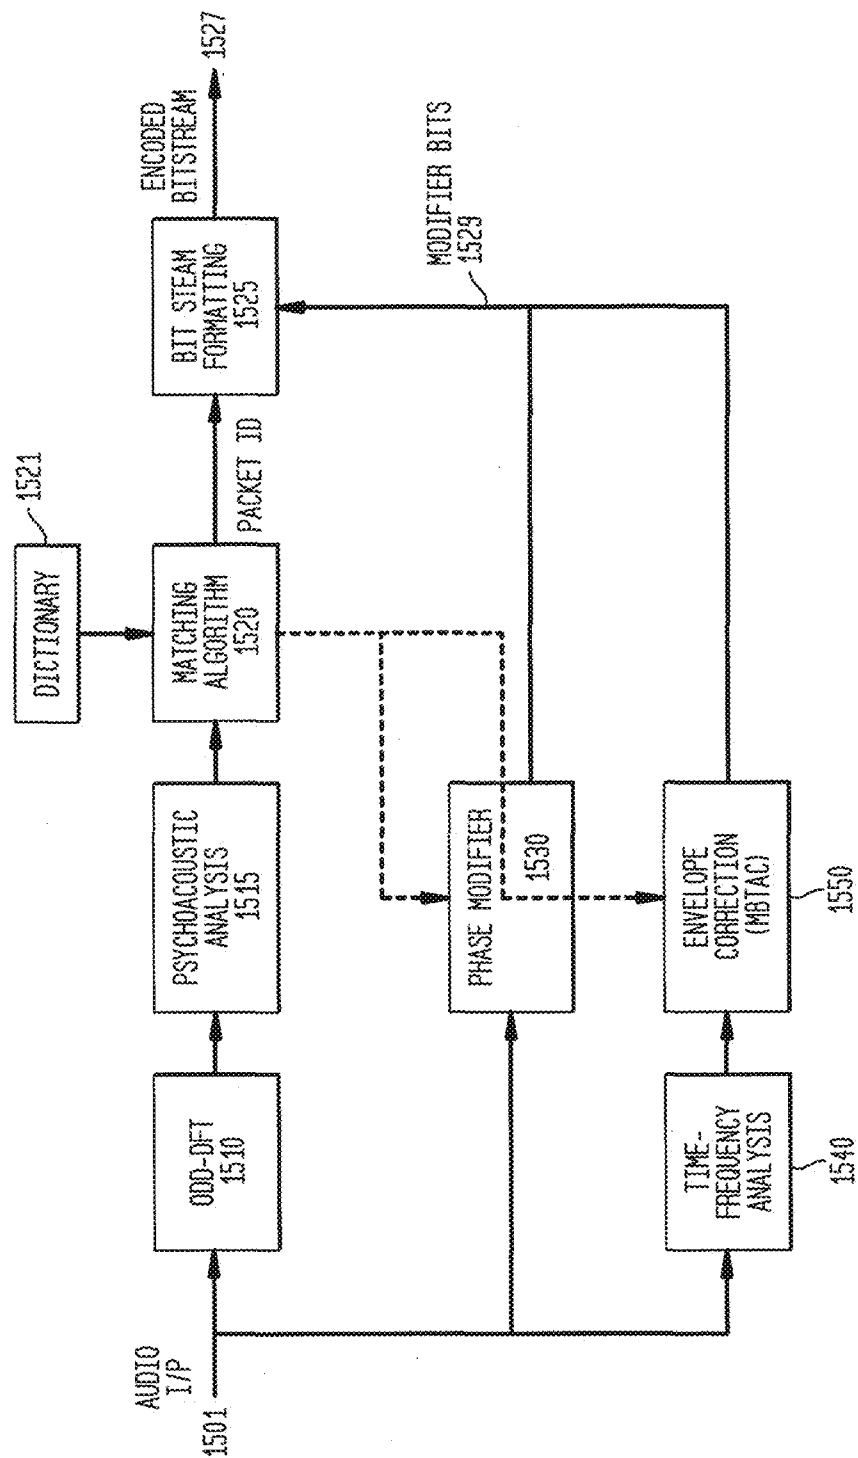 AUDIO
I/P
1501
ODD-DFT
1510
PSYCHOACOUSTIC
ANALYSIS
1515
DICTIONARY
1521
MATCHING
ALGORITHM
1520
PACKET ID
BIT STEAM
FORMATTING
1525
ENCODED
BITSTREAM
1527
PHASE MODIFIER
1530
MODIFIER BITS
1529
TIME-
FREQUENCY
ANALYSIS
1540
ENVELOPE
CORRECTION
(MBTAC)
1550